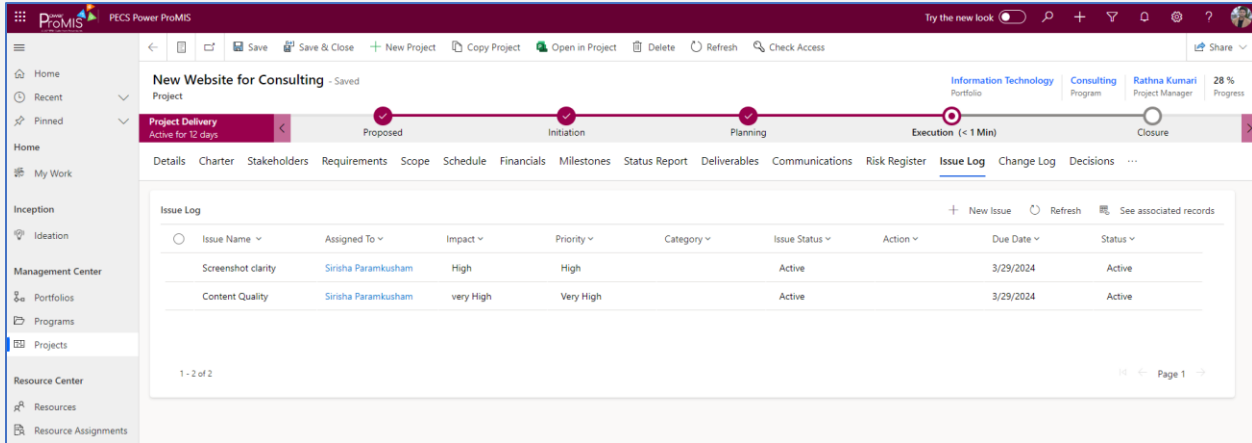 Power ProMIS PECS Power ProMIS Try the new look
Save Save & Close New Project Copy Project Open in Project Delete Refresh Check Access Share
Home
Recent
Pinned
Home
My Work
Inception
Ideation
Management Center
Portfolios
Programs
Projects
Resource Center
Resources
Resource Assignments
New Website for Consulting - Saved
Project
Information Technology Consulting Rathna Kumari 28 %
Portfolio Program Project Manager Progress
Project Delivery
Active for 12 days
Proposed Initiation Planning Execution (< 1 Min) Closure
Details Charter Stakeholders Requirements Scope Schedule Financials Milestones Status Report Deliverables Communications Risk Register Issue Log Change Log Decisions ...
Issue Log New Issue Refresh See associated records
Issue Name Assigned To Impact Priority Category Issue Status Action Due Date Status
Screenshot clarity Sirisha Paramkusham High High Active 3/29/2024 Active
Content Quality Sirisha Paramkusham very High Very High Active 3/29/2024 Active
1 - 2 of 2 Page 1